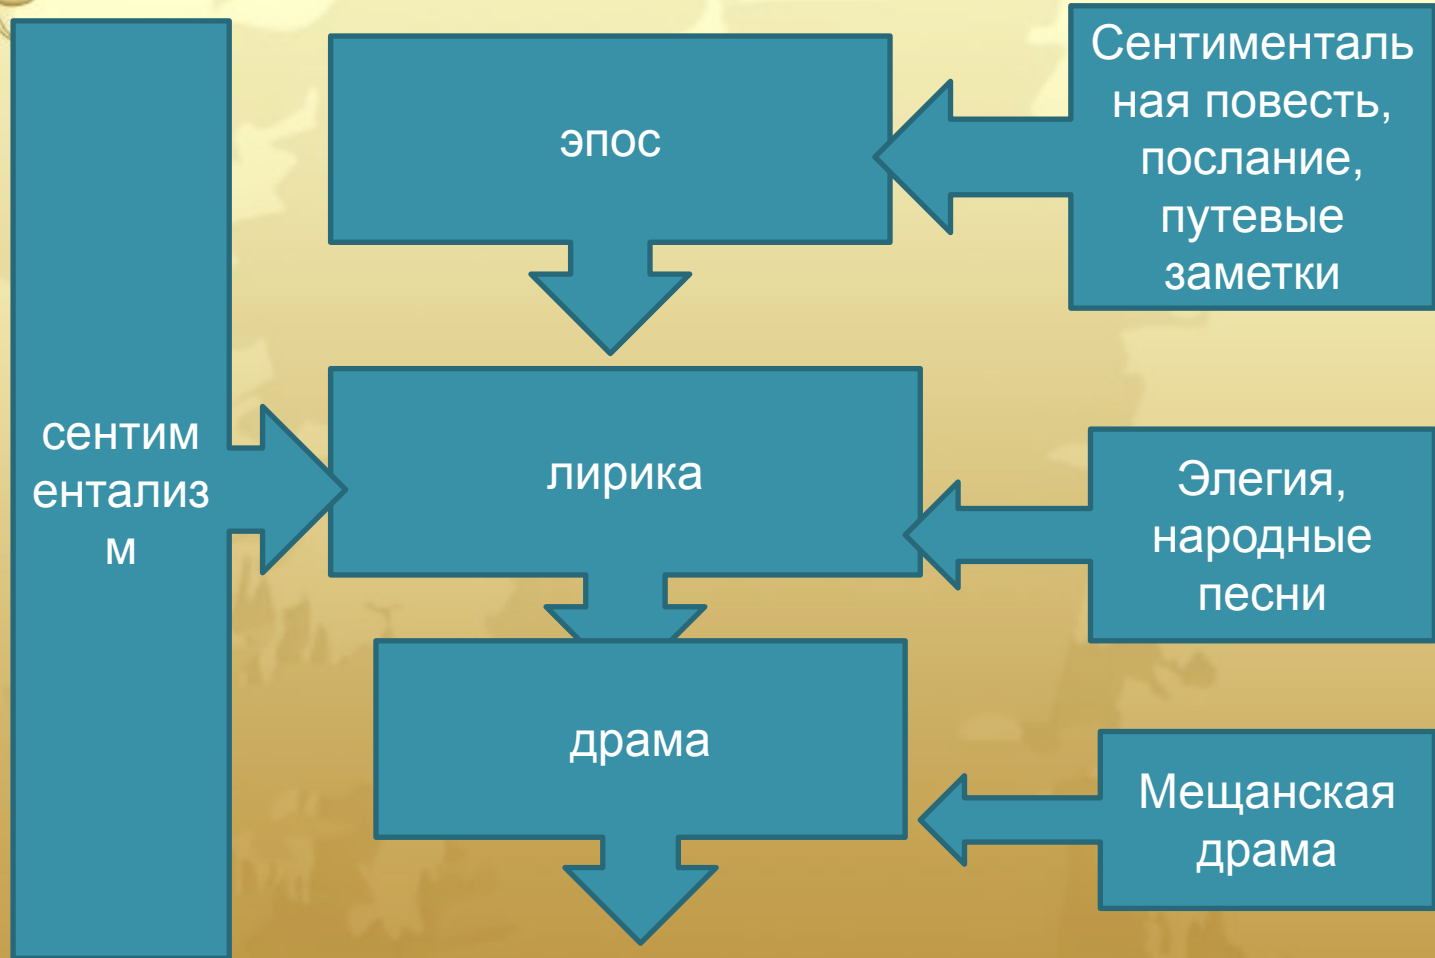 сентим
ентализ
м
эпос
Сентименталь
ная повесть,
послание,
путевые
заметки
лирика
Элегия,
народные
песни
драма
Мещанская
драма